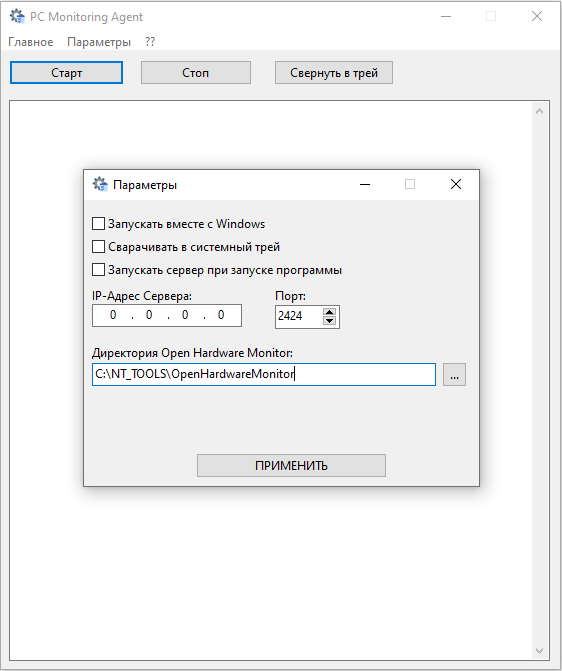 PC Monitoring Agent
Главное Параметры ??
Старт Стоп Свернуть в трей
Параметры
Запускать вместе с Windows
Сварачивать в системный трей
Запускать сервер при запуске программы
IP-Адрес Сервера: Порт:
0 . 0 . 0 . 0 2424
Директория Open Hardware Monitor:
C:\NT_TOOLS\OpenHardwareMonitor ...
ПРИМЕНИТЬ